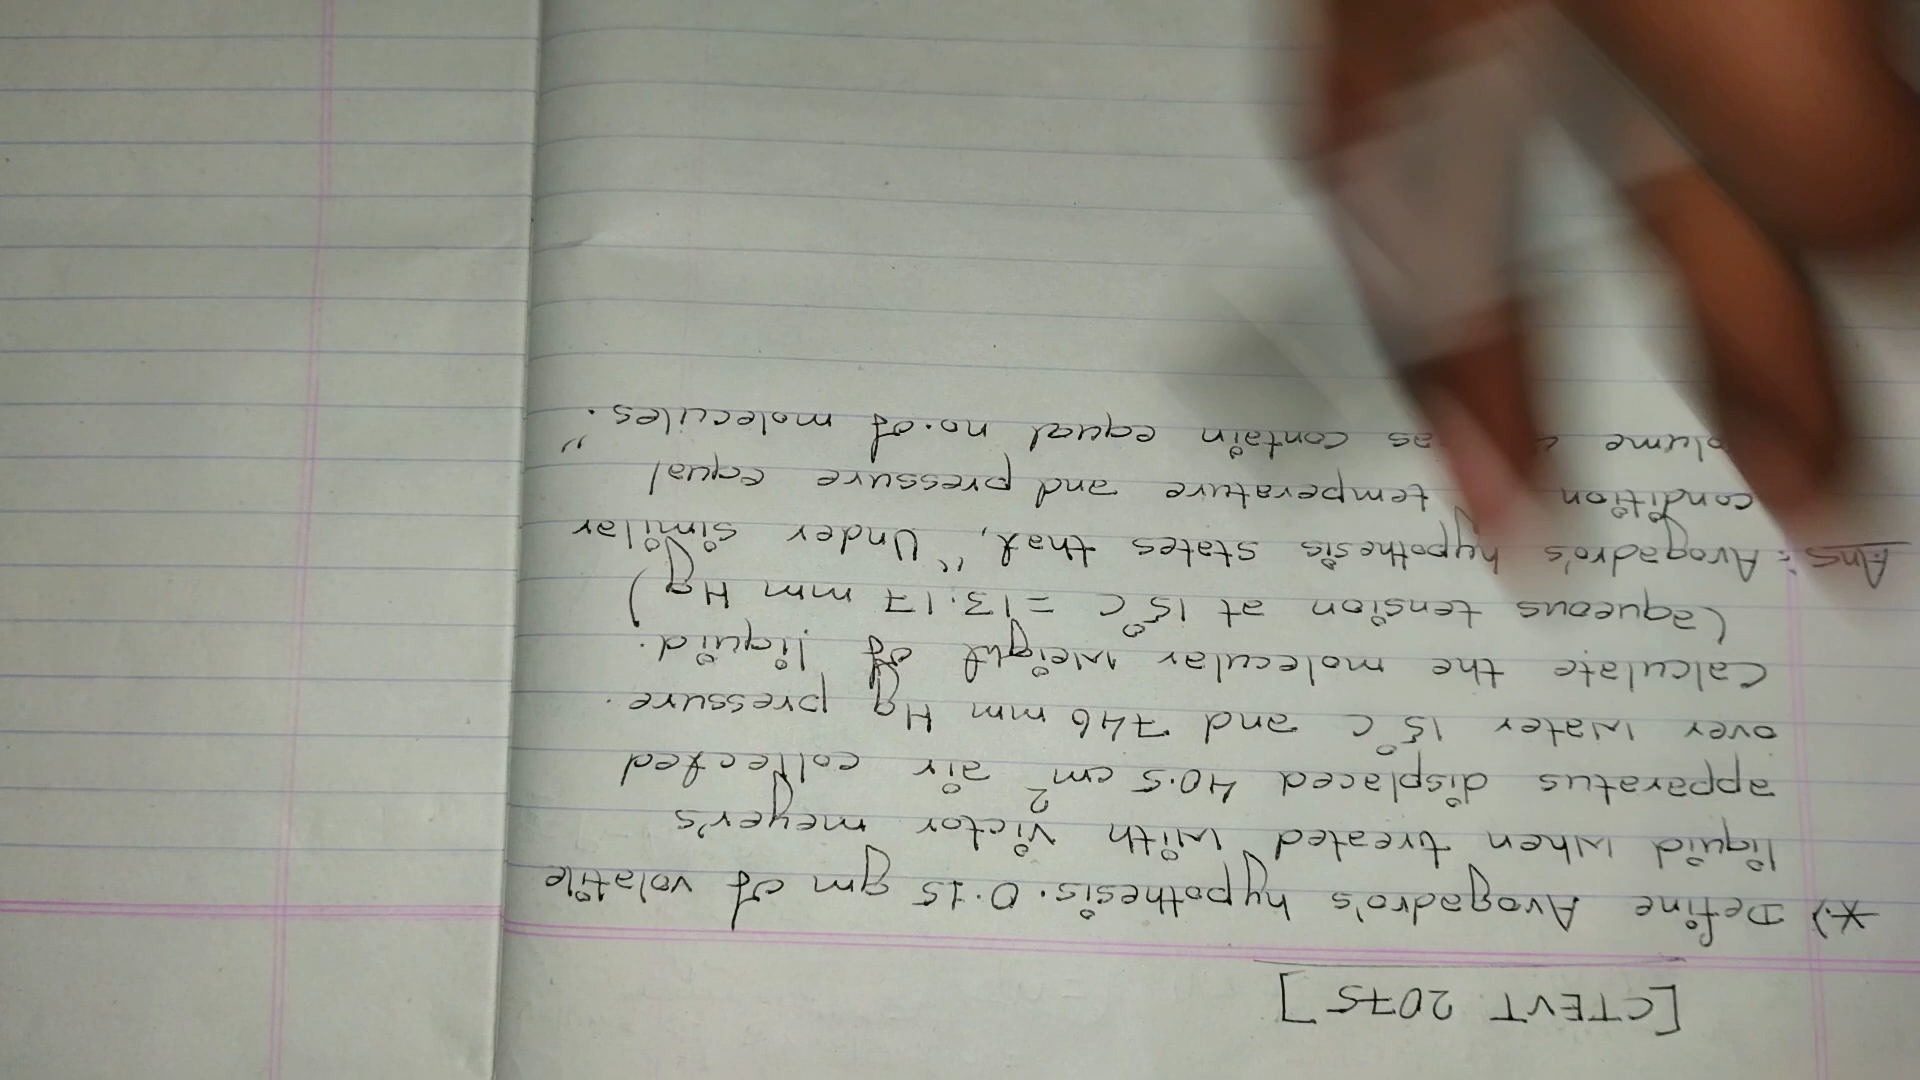 [CTEVT 2075]
*) Define Avogadro's hypothesis. 0.15 gm of volatile
liquid when treated with victor meyer's
apparatus displaced 40.5 cm² air collected
over water 15°C and 746 mm Hg pressure.
Calculate the molecular weight of liquid.
(aqueous tension at 15°C = 13.17 mm Hg)
Ans: Avogadro's hypothesis states that, "Under similar
condition temperature and pressure equal
contain equal no. of molecules."